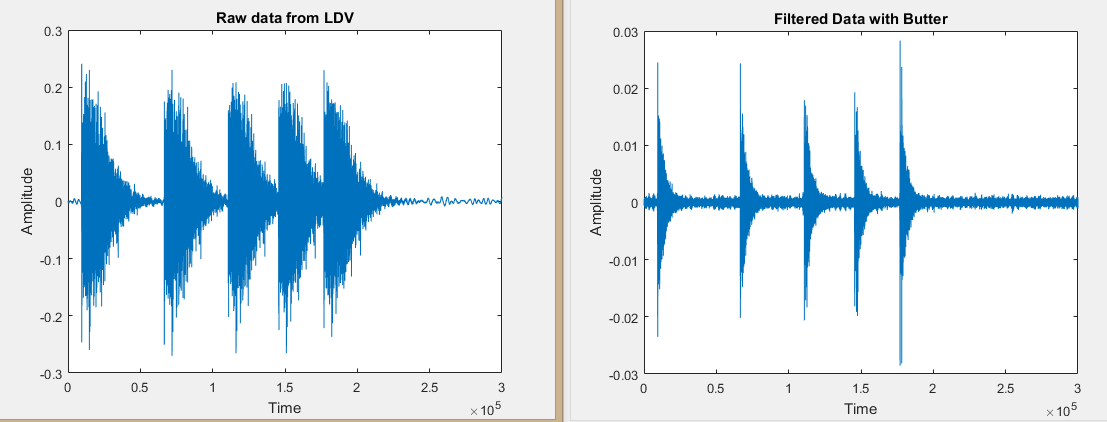 Raw data from LDV
0.3
0.2
0.1
0
-0.1
-0.2
-0.3
Amplitude
0 0.5 1 1.5 2 2.5 3
Time
×10^5
Filtered Data with Butter
0.03
0.02
0.01
0
-0.01
-0.02
-0.03
Amplitude
0 0.5 1 1.5 2 2.5 3
Time
×10^5